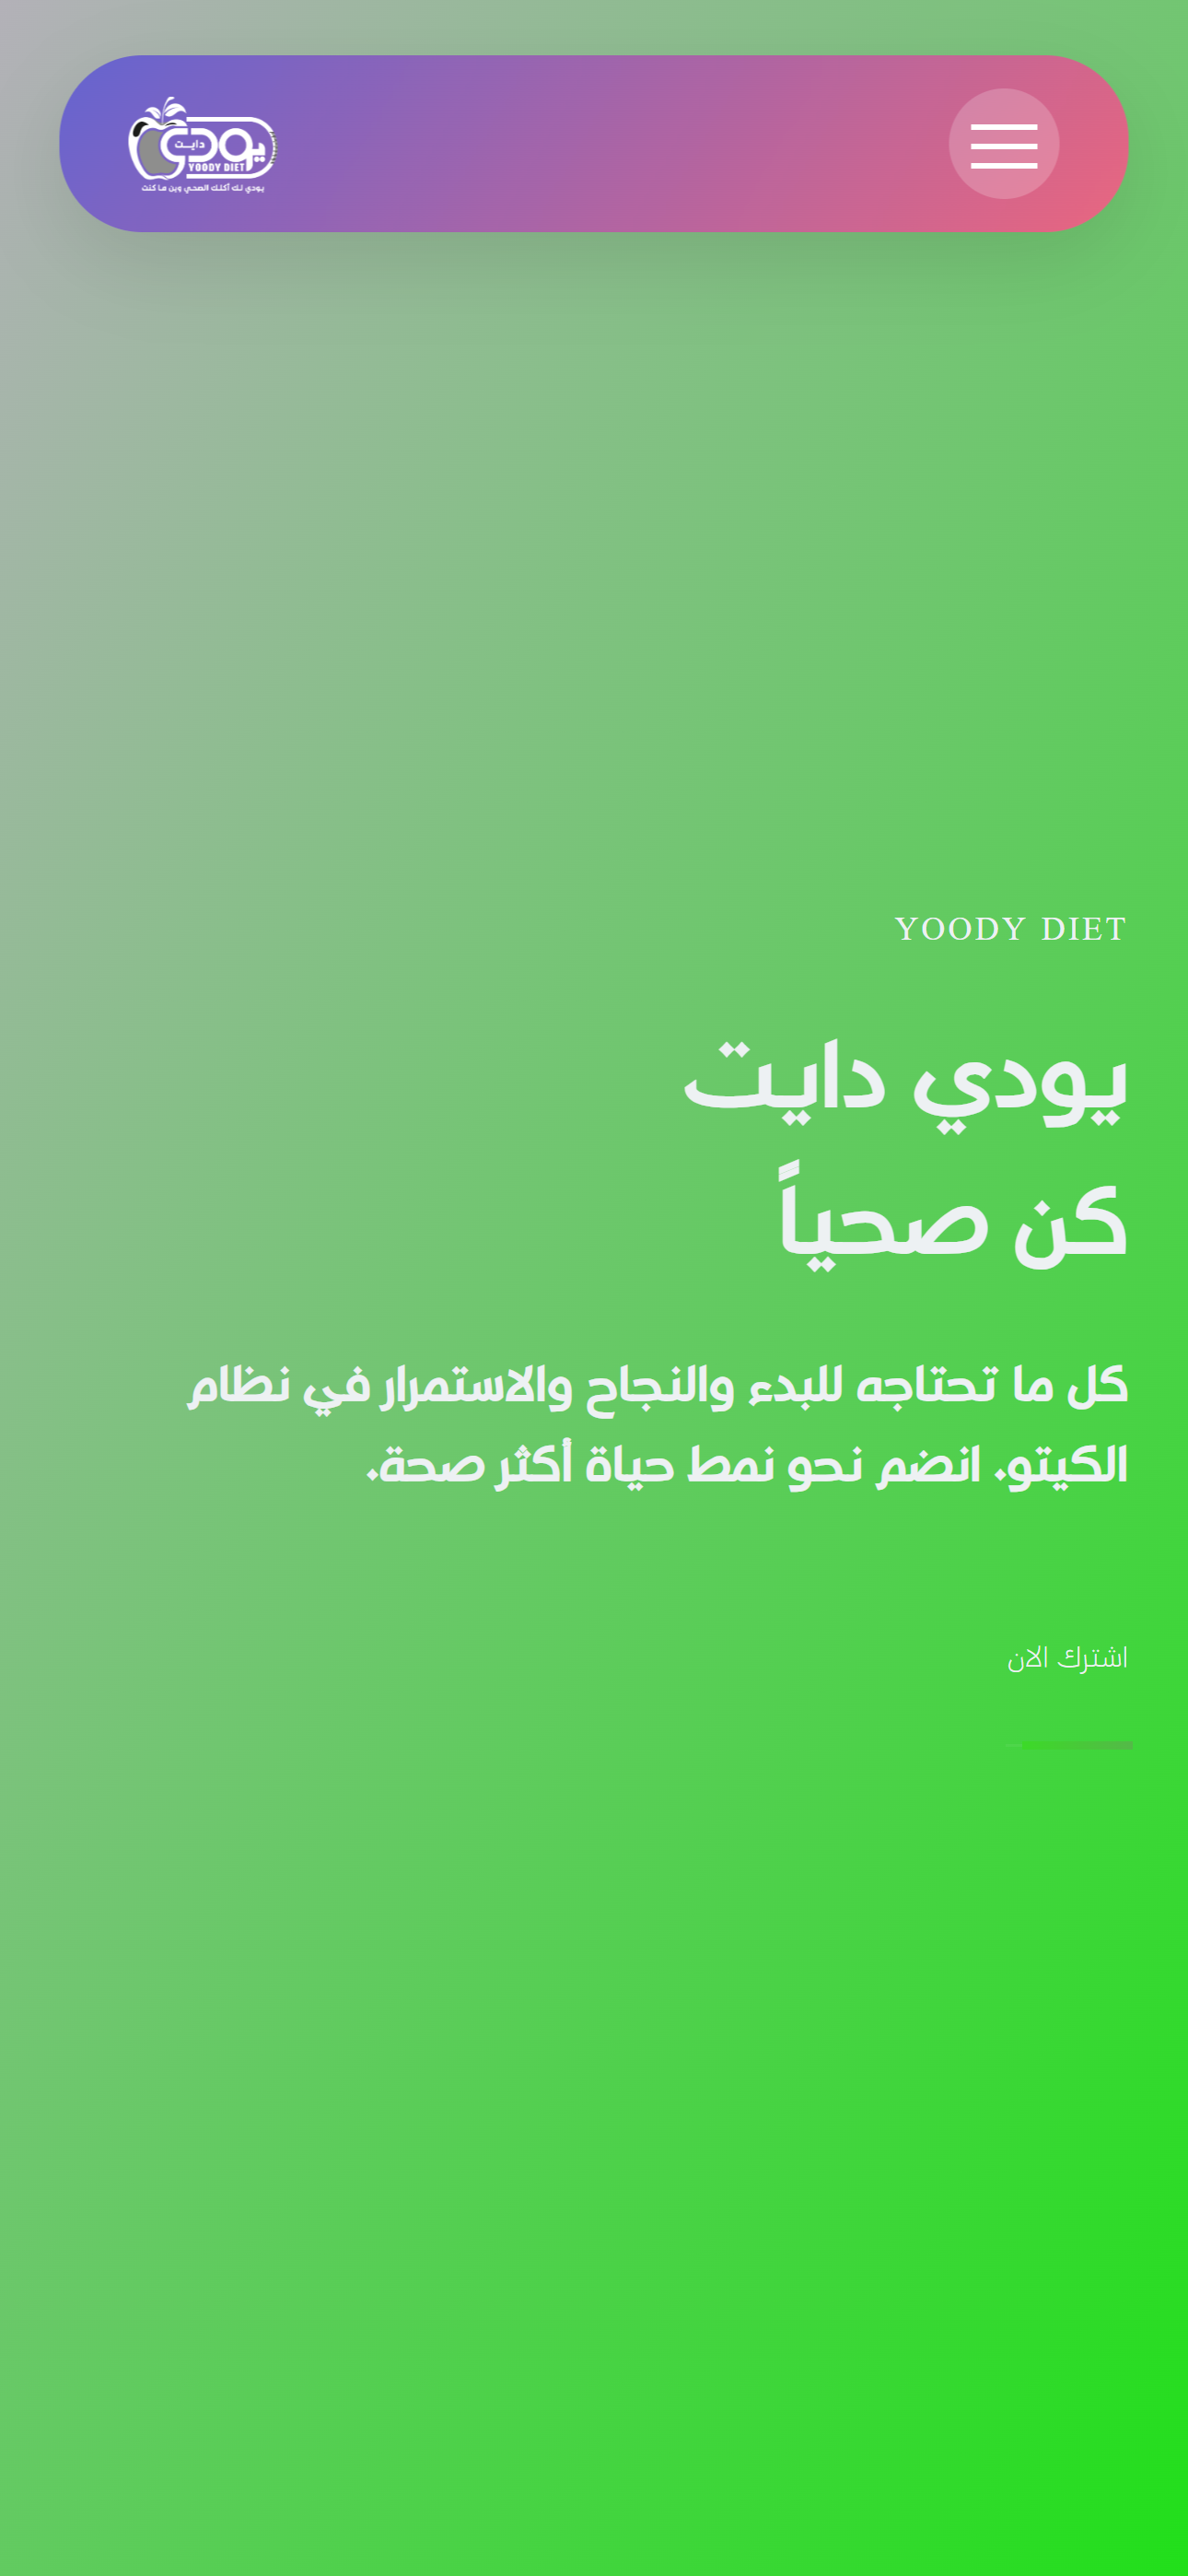 يودي
دايت
YOODY DIET
يودي لك أكلك الصحي وين ما كنت
YOODY DIET
يودي دايت
كن صحياً
كل ما تحتاجه للبدء والنجاح والاستمرار في نظام
الكيتو. انضم نحو نمط حياة أكثر صحة.
اشترك الان